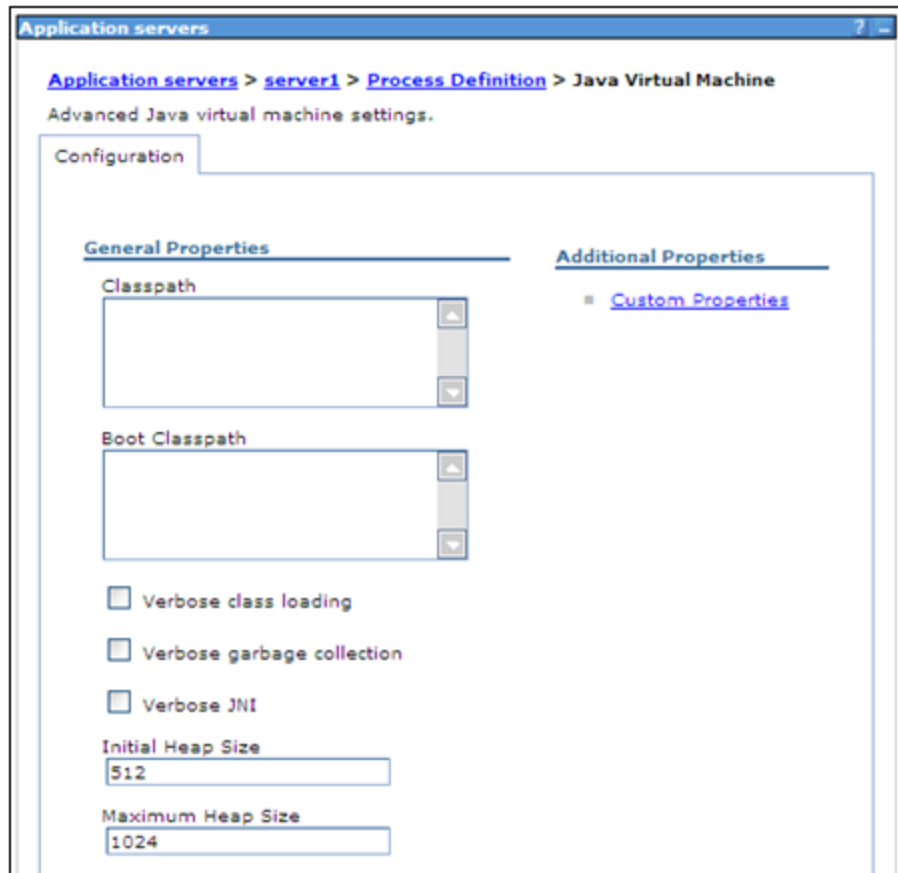 Application servers ? –
Application servers > server1 > Process Definition > Java Virtual Machine
Advanced Java virtual machine settings.
Configuration
General Properties
Classpath
Boot Classpath
Verbose class loading
Verbose garbage collection
Verbose JNI
Initial Heap Size
512
Maximum Heap Size
1024
Additional Properties
Custom Properties